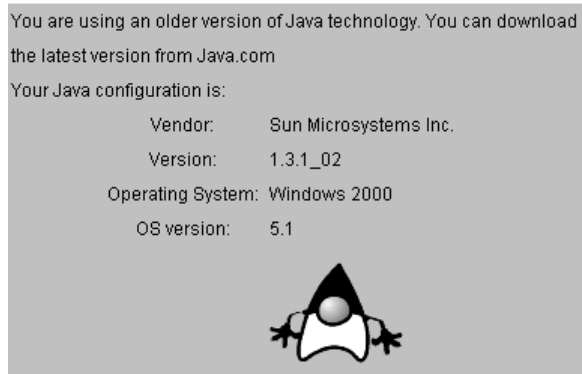 You are using an older version of Java technology. You can download
the latest version from Java.com
Your Java configuration is:
Vendor: Sun Microsystems Inc.
Version: 1.3.1_02
Operating System: Windows 2000
OS version: 5.1